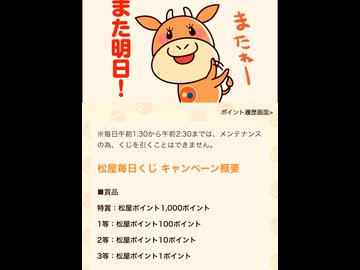 また明日！
またねー
ポイント履歴画面>
※毎日午前1:30から午前2:30までは、メンテナンス
の為、くじを引くことはできません。
松屋毎日くじ キャンペーン概要
■賞品
特賞：松屋ポイント1,000ポイント
1等：松屋ポイント100ポイント
2等：松屋ポイント10ポイント
3等：松屋ポイント1ポイント